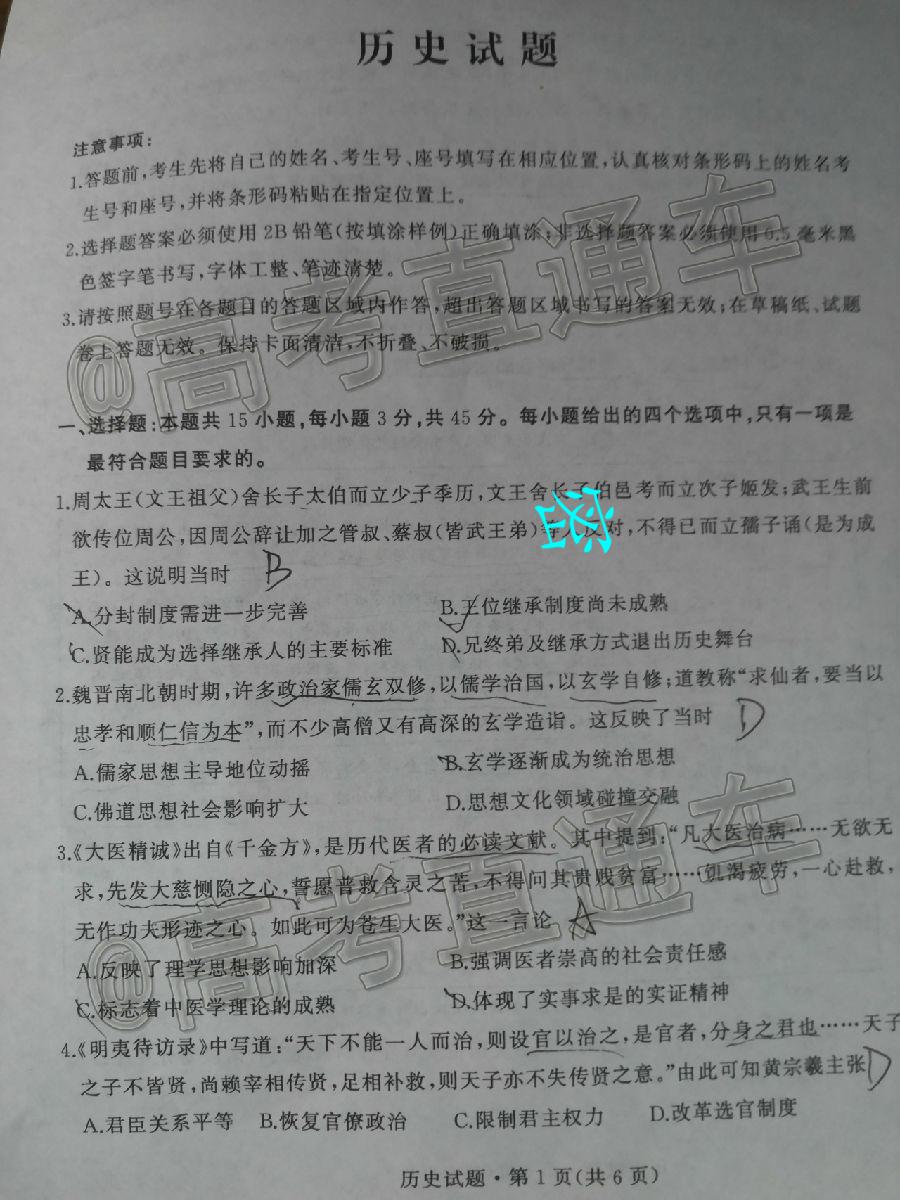 历史试题
注意事项：
1.答题前，考生先将自己的姓名、考生号、座号填写在相应位置，认真核对条形码上的姓名考
生号和座号，并将条形码粘贴在指定位置上。
2.选择题答案必须使用2B铅笔（按填涂样例）正确填涂；非选择题答案必须使用0.5毫米黑
色签字笔书写，字体工整、笔迹清楚。
3.请按照题号在各题目的答题区域内作答，超出答题区域书写的答案无效；在草稿纸、试题
卷上答题无效。保持卡面清洁，不折叠、不破损。
@高考直通车
一、选择题：本题共15小题，每小题3分，共45分。每小题给出的四个选项中，只有一项是
最符合题目要求的。
1.周太王（文王祖父）舍长子太伯而立少子季历，文王舍长子伯邑考而立次子姬发；武王生前
欲传位周公，因周公辞让加之管叔、蔡叔（皆武王弟）等人反对，不得已而立孺子诵（是为成
王）。这说明当时 B
A.分封制度需进一步完善 B.王位继承制度尚未成熟
C.贤能成为选择继承人的主要标准 D.兄终弟及继承方式退出历史舞台
2.魏晋南北朝时期，许多政治家儒玄双修，以儒学治国，以玄学自修；道教称“求仙者，要当以
忠孝和顺仁信为本”，而不少高僧又有高深的玄学造诣。这反映了当时 D
A.儒家思想主导地位动摇 B.玄学逐渐成为统治思想
C.佛道思想社会影响扩大 D.思想文化领域碰撞交融
3.《大医精诚》出自《千金方》，是历代医者的必读文献。其中提到：“凡大医治病……无欲无
求，先发大慈恻隐之心，誓愿普救含灵之苦，不得问其贵贱贫富……饥渴疲劳，一心赴救，
无作功夫形迹之心。如此可为苍生大医。”这一言论 A
A.反映了理学思想影响加深 B.强调医者崇高的社会责任感
C.标志着中医学理论的成熟 D.体现了实事求是的实证精神
@高考直通车
4.《明夷待访录》中写道：“天下不能一人而治，则设官以治之，是官者，分身之君也……天子
之子不皆贤，尚赖宰相传贤，足相补救，则天子亦不失传贤之意。”由此可知黄宗羲主张 D
A.君臣关系平等 B.恢复官僚政治 C.限制君主权力 D.改革选官制度
历史试题·第1页（共6页）